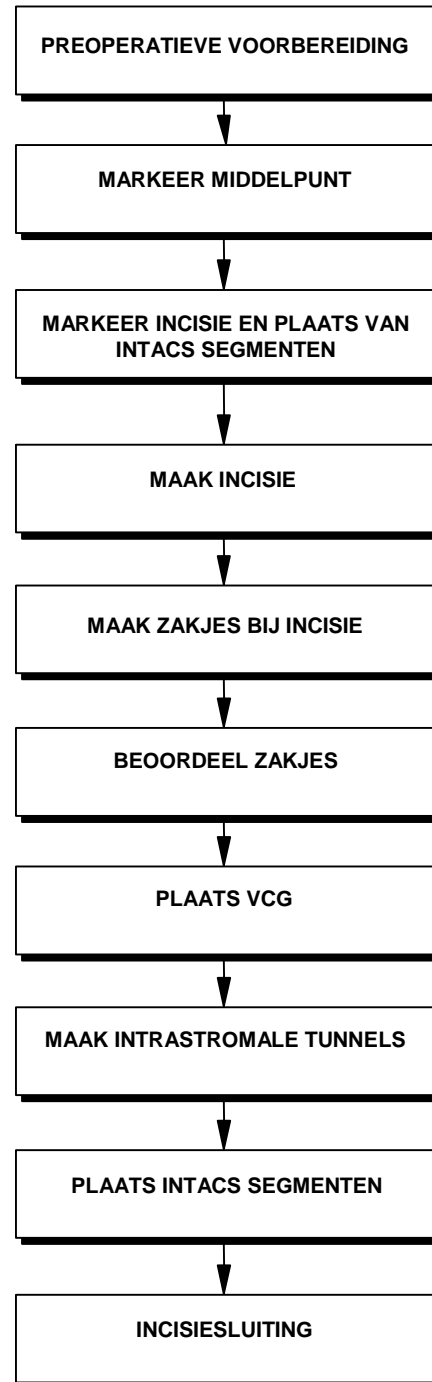 PREOPERATIEVE VOORBEREIDING
MARKEER MIDDELPUNT
MARKEER INCISIE EN PLAATS VAN
INTACS SEGMENTEN
MAAK INCISIE
MAAK ZAKJES BIJ INCISIE
BEOORDEEL ZAKJES
PLAATS VCG
MAAK INTRASTROMALE TUNNELS
PLAATS INTACS SEGMENTEN
INCISIESLUITING